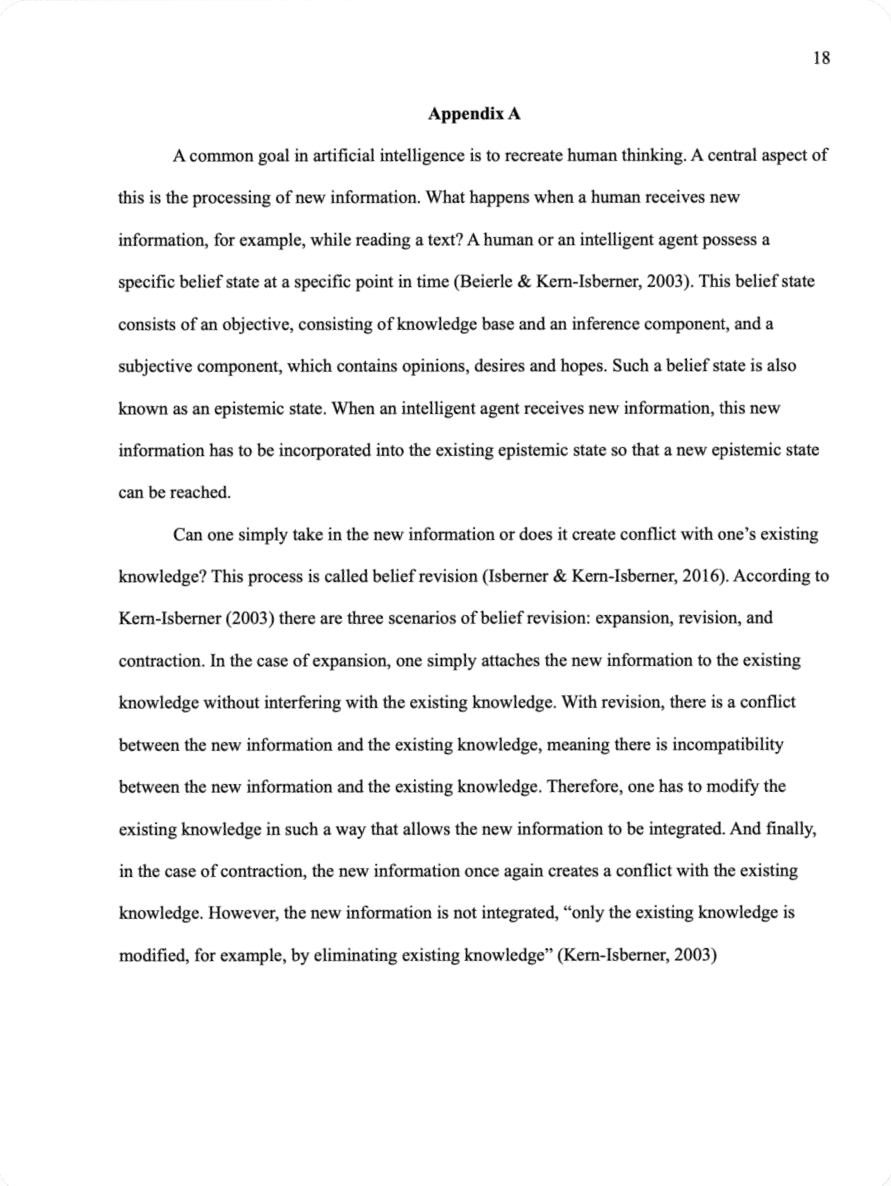 18
Appendix A
A common goal in artificial intelligence is to recreate human thinking. A central aspect of
this is the processing of new information. What happens when a human receives new
information, for example, while reading a text? A human or an intelligent agent possess a
specific belief state at a specific point in time (Beierle & Kern-Isberner, 2003). This belief state
consists of an objective, consisting of knowledge base and an inference component, and a
subjective component, which contains opinions, desires and hopes. Such a belief state is also
known as an epistemic state. When an intelligent agent receives new information, this new
information has to be incorporated into the existing epistemic state so that a new epistemic state
can be reached.
Can one simply take in the new information or does it create conflict with one’s existing
knowledge? This process is called belief revision (Isberner & Kern-Isberner, 2016). According to
Kern-Isberner (2003) there are three scenarios of belief revision: expansion, revision, and
contraction. In the case of expansion, one simply attaches the new information to the existing
knowledge without interfering with the existing knowledge. With revision, there is a conflict
between the new information and the existing knowledge, meaning there is incompatibility
between the new information and the existing knowledge. Therefore, one has to modify the
existing knowledge in such a way that allows the new information to be integrated. And finally,
in the case of contraction, the new information once again creates a conflict with the existing
knowledge. However, the new information is not integrated, “only the existing knowledge is
modified, for example, by eliminating existing knowledge” (Kern-Isberner, 2003)